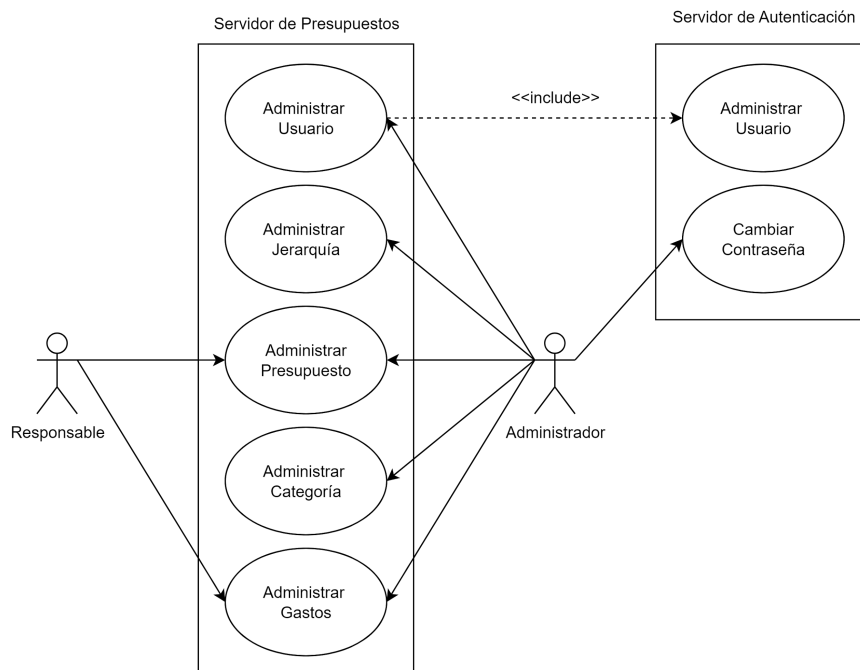 Servidor de Presupuestos
Servidor de Autenticación
Administrar
Usuario
<<include>>
Administrar
Usuario
Administrar
Jerarquía
Cambiar
Contraseña
Administrar
Presupuesto
Responsable
Administrador
Administrar
Categoría
Administrar
Gastos